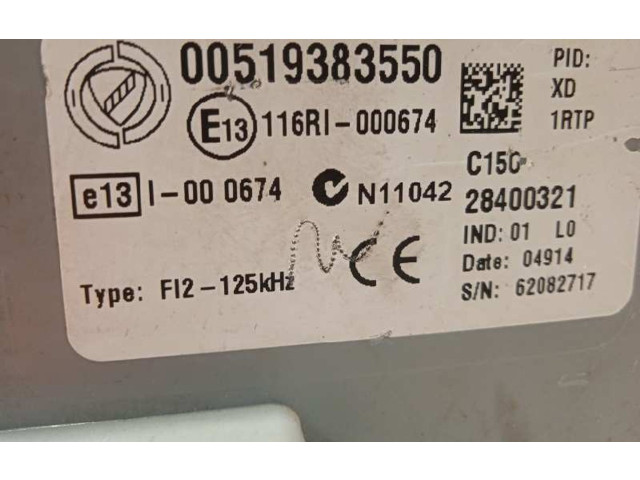 00519383550
E13 116RI-000674
e13 I-00 0674 N11042
Type: FI2-125kHz CE
PID:
XD
1RTP
28400321
IND: 01 L0
Date: 04914
S/N: 62082717